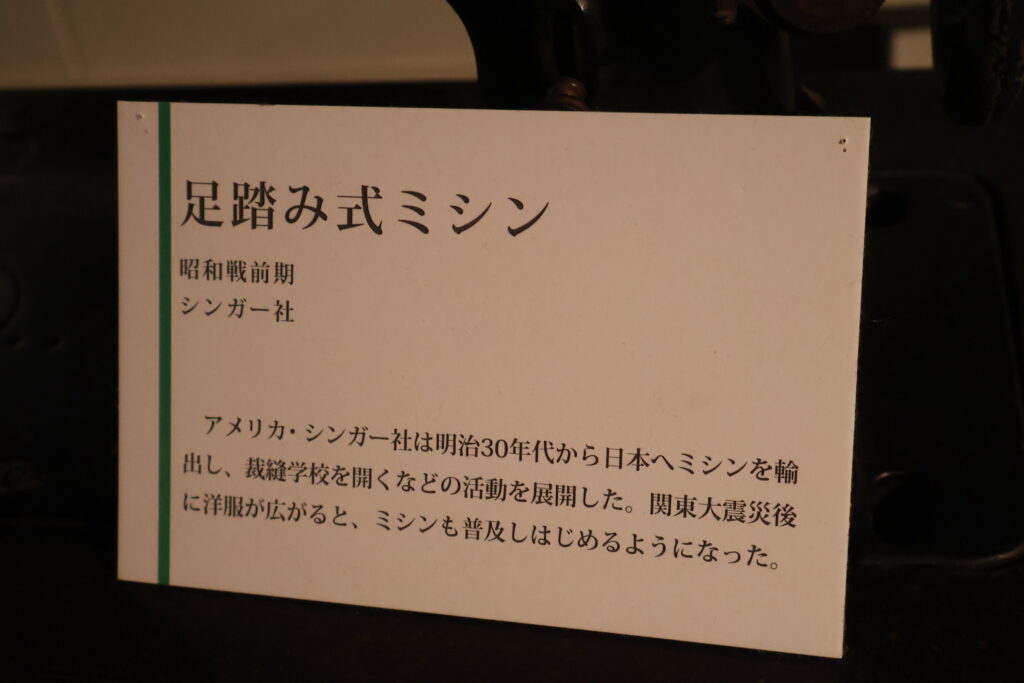 足踏み式ミシン
昭和戦前期
シンガー社
アメリカ・シンガー社は明治30年代から日本へミシンを輸
出し、裁縫学校を開くなどの活動を展開した。関東大震災後
に洋服が広がると、ミシンも普及しはじめるようになった。